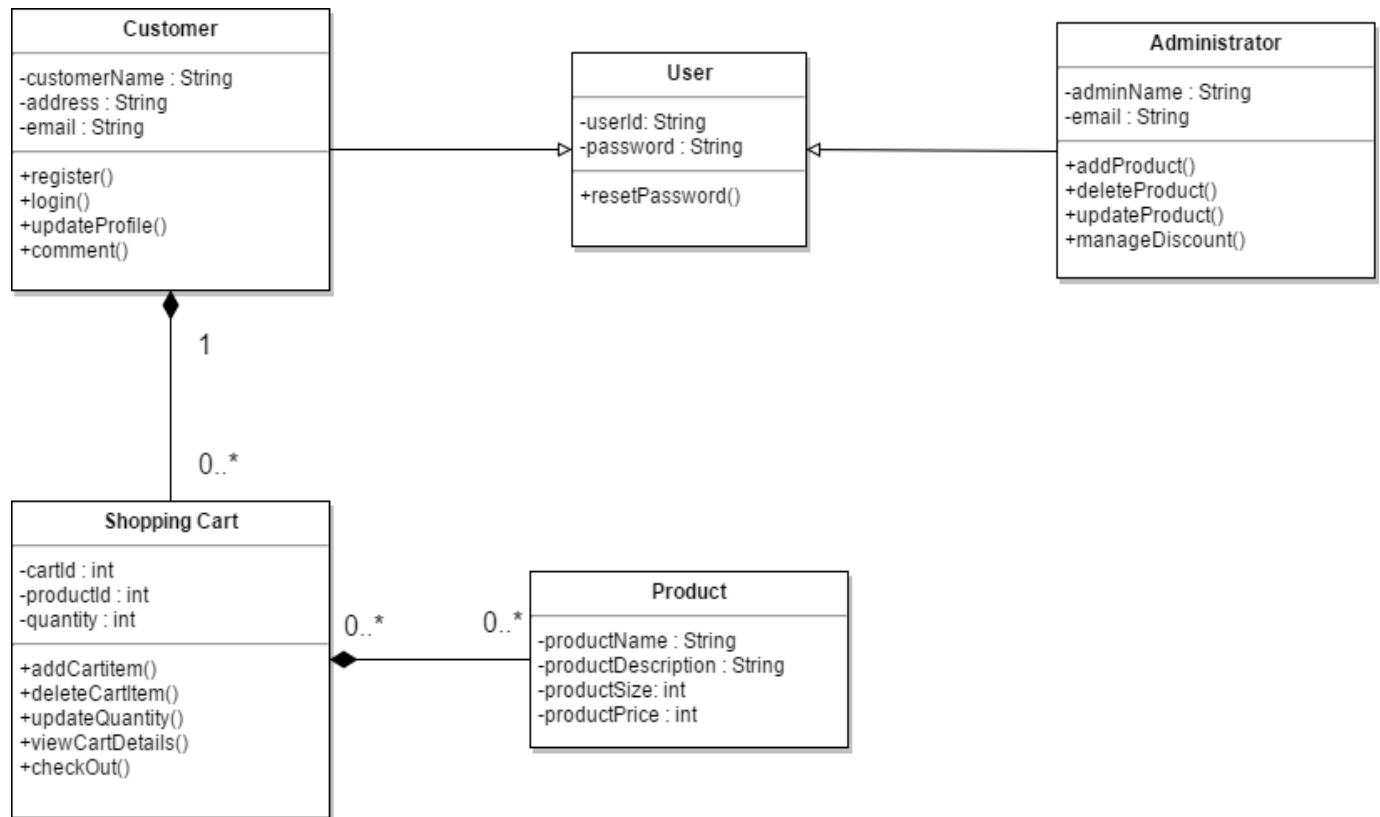 Customer
-customerName : String
-address : String
-email : String
+register()
+login()
+updateProfile()
+comment()
User
-userId: String
-password : String
+resetPassword()
Administrator
-adminName : String
-email : String
+addProduct()
+deleteProduct()
+updateProduct()
+manageDiscount()
1
0..*
Shopping Cart
-cartId : int
-productId : int
-quantity : int
+addCartitem()
+deleteCartItem()
+updateQuantity()
+viewCartDetails()
+checkOut()
0..*
0..*
Product
-productName : String
-productDescription : String
-productSize: int
-productPrice : int